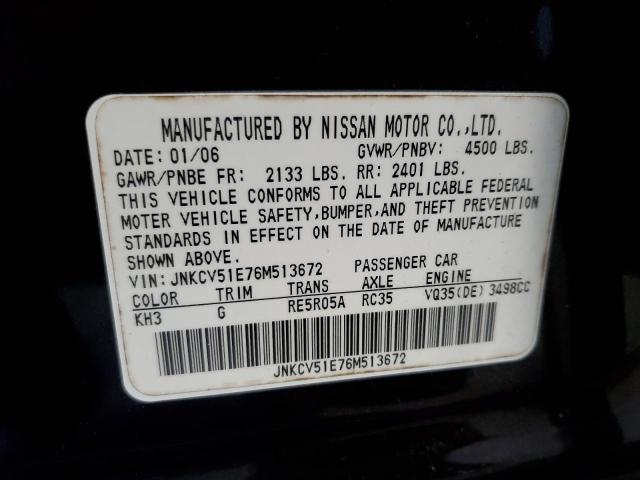 MANUFACTURED BY NISSAN MOTOR CO.,LTD.
DATE: 01/06 GVWR/PNBV: 4500 LBS.
GAWR/PNBE FR: 2133 LBS. RR: 2401 LBS.
THIS VEHICLE CONFORMS TO ALL APPLICABLE FEDERAL
MOTER VEHICLE SAFETY,BUMPER,AND THEFT PREVENTION
STANDARDS IN EFFECT ON THE DATE OF MANUFACTURE
SHOWN ABOVE.
VIN: JNKCV51E76M513672 PASSENGER CAR
COLOR TRIM TRANS AXLE ENGINE
KH3 G RE5R05A RC35 VQ35(DE) 3498CC
JNKCV51E76M513672